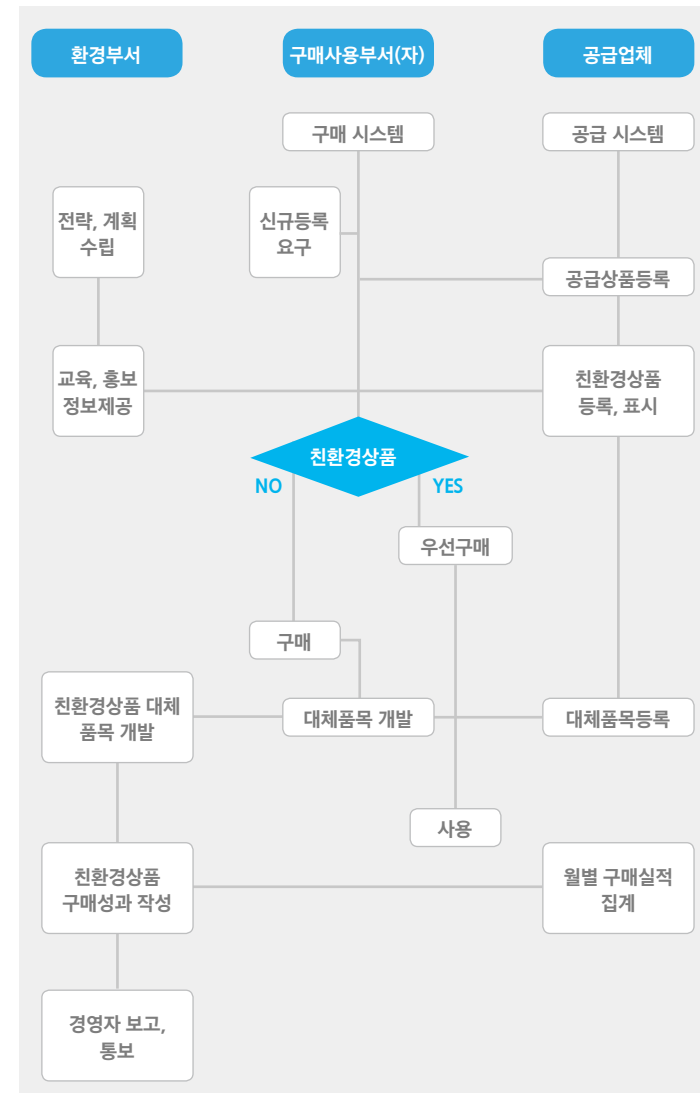 환경부서
구매사용부서(자)
공급업체
구매 시스템
공급 시스템
전략, 계획
수립
신규등록
요구
공급상품등록
교육, 홍보
정보제공
친환경상품
등록, 표시
친환경상품
NO
YES
우선구매
구매
친환경상품 대체
품목 개발
대체품목 개발
대체품목등록
사용
친환경상품
구매성과 작성
월별 구매실적
집계
경영자 보고,
통보